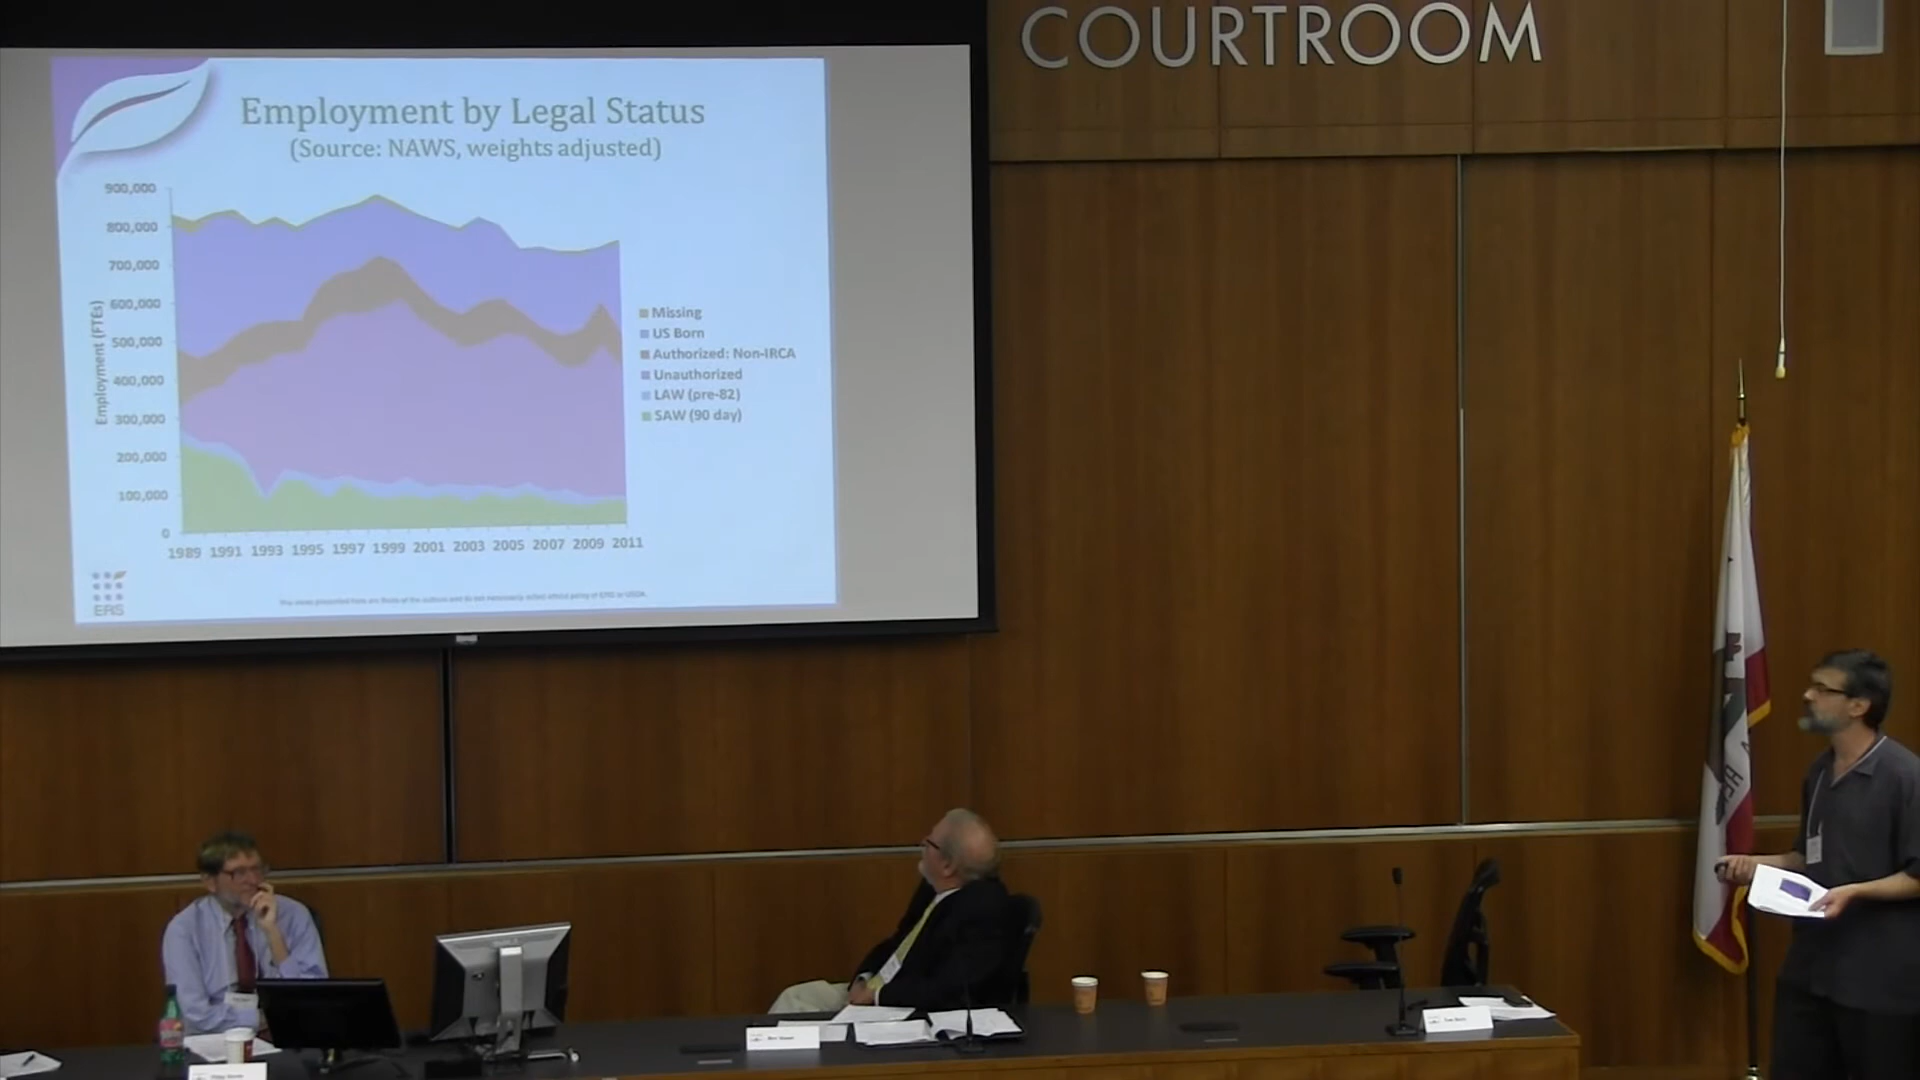 COURTROOM
Employment by Legal Status
(Source: NAWS, weights adjusted)
Employment (FTEs)
900,000
800,000
700,000
600,000
500,000
400,000
300,000
200,000
100,000
0
1989 1991 1993 1995 1997 1999 2001 2003 2005 2007 2009 2011
Missing
US Born
Authorized: Non-IRCA
Unauthorized
LAW (pre-82)
SAW (90 day)
ERS